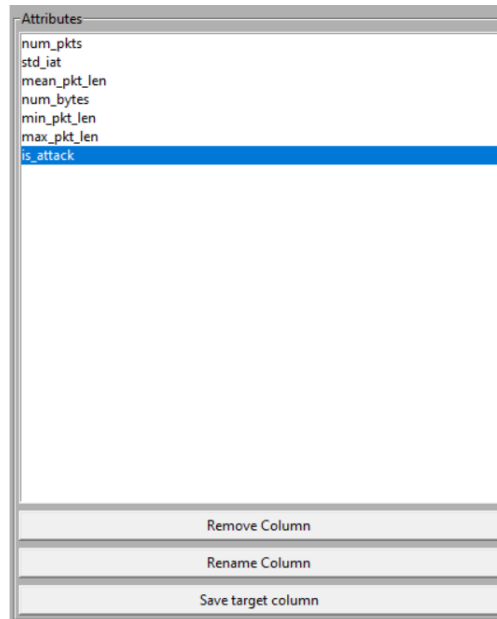 Attributes
num_pkts
std_iat
mean_pkt_len
num_bytes
min_pkt_len
max_pkt_len
is_attack
Remove Column
Rename Column
Save target column